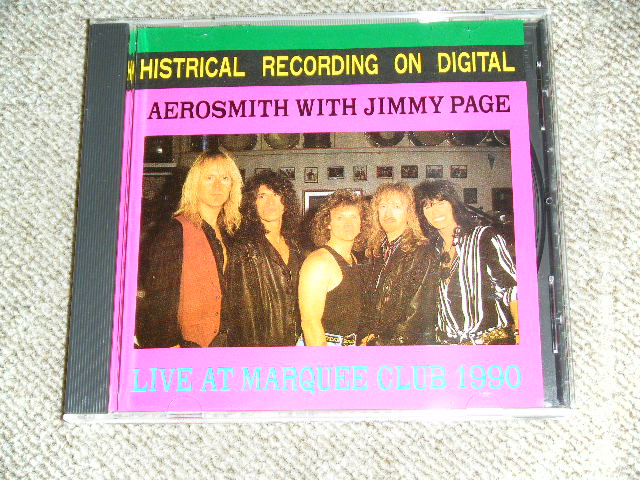 HISTRICAL RECORDING ON DIGITAL
AEROSMITH WITH JIMMY PAGE
LIVE AT MARQUEE CLUB 1990